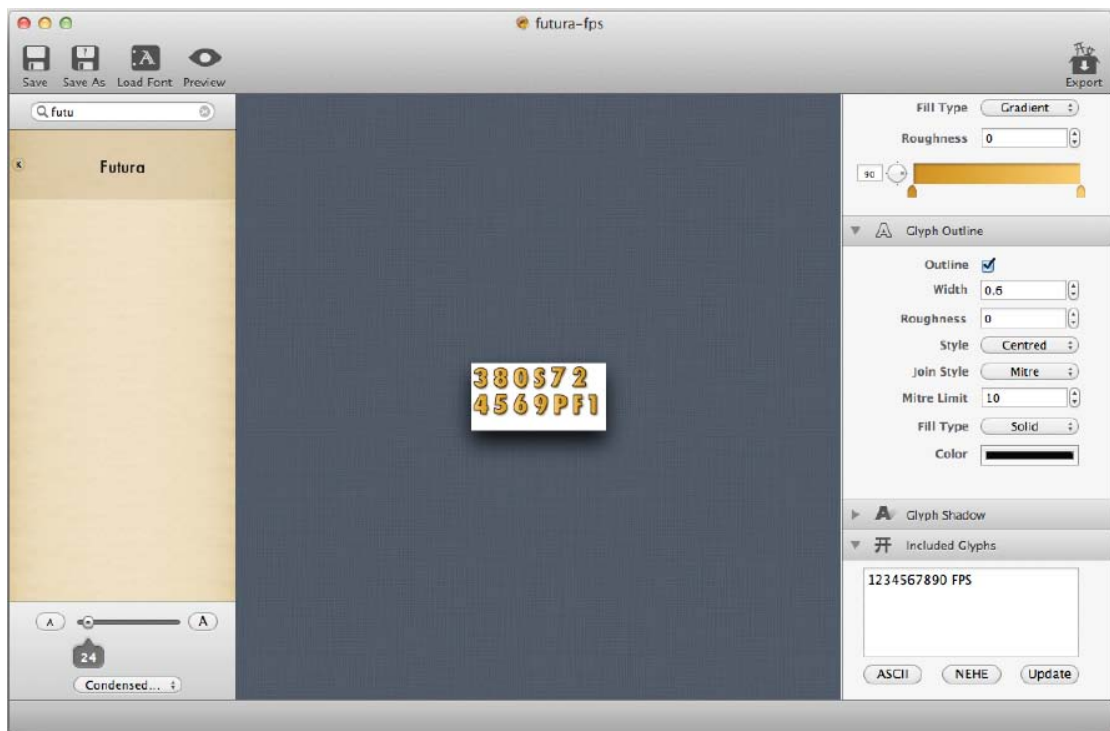 futura-fps
Save Save As Load Font Preview Export
futu
Futura
24
Condensed...
380S72
4569PF1
Fill Type Gradient
Roughness 0
90
Glyph Outline
Outline
Width 0.6
Roughness 0
Style Centred
Join Style Mitre
Mitre Limit 10
Fill Type Solid
Color
Glyph Shadow
Included Glyphs
1234567890 FPS
ASCII NEHE Update